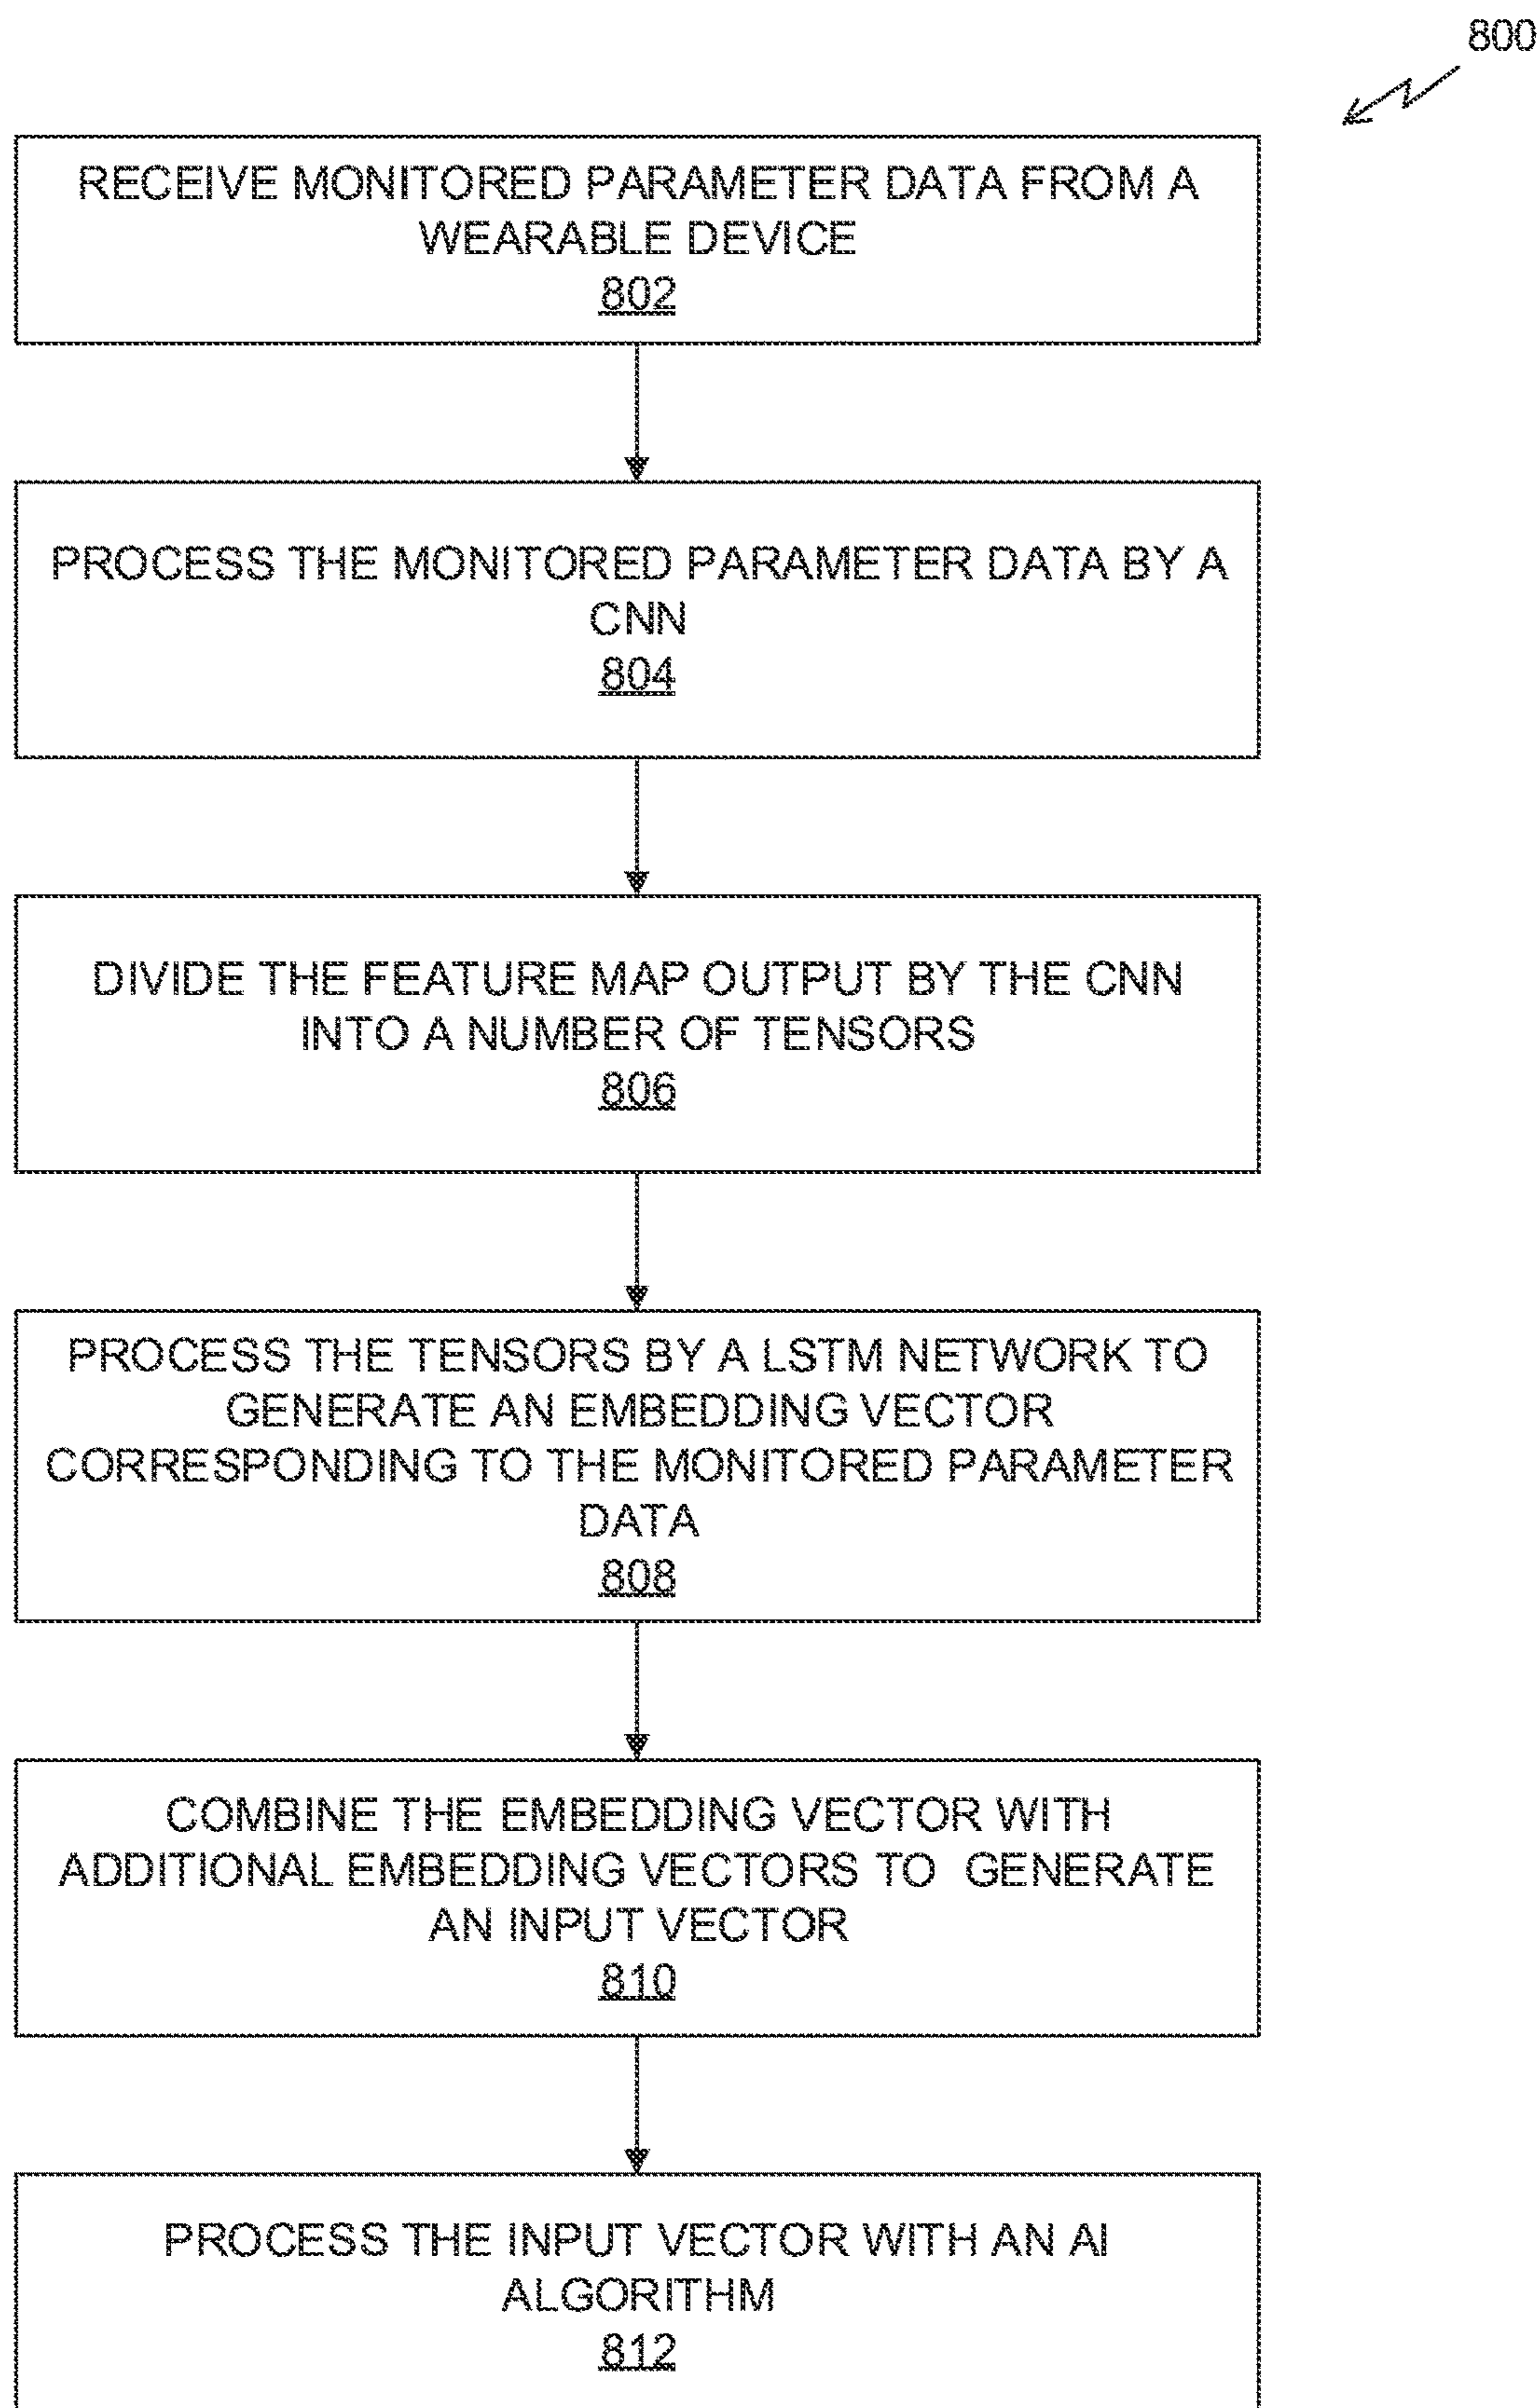 800
RECEIVE MONITORED PARAMETER DATA FROM A
WEARABLE DEVICE
802
PROCESS THE MONITORED PARAMETER DATA BY A
CNN
804
DIVIDE THE FEATURE MAP OUTPUT BY THE CNN
INTO A NUMBER OF TENSORS
806
PROCESS THE TENSORS BY A LSTM NETWORK TO
GENERATE AN EMBEDDING VECTOR
CORRESPONDING TO THE MONITORED PARAMETER
DATA
808
COMBINE THE EMBEDDING VECTOR WITH
ADDITIONAL EMBEDDING VECTORS TO GENERATE
AN INPUT VECTOR
810
PROCESS THE INPUT VECTOR WITH AN AI
ALGORITHM
812